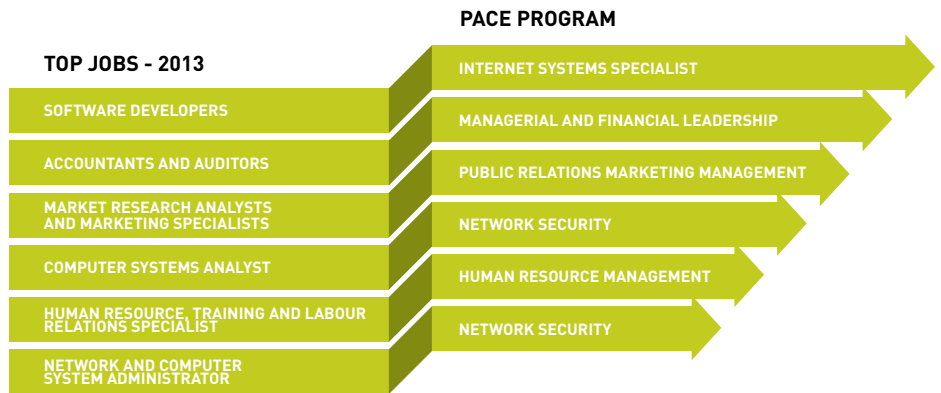 PACE PROGRAM
TOP JOBS - 2013
INTERNET SYSTEMS SPECIALIST
SOFTWARE DEVELOPERS
MANAGERIAL AND FINANCIAL LEADERSHIP
ACCOUNTANTS AND AUDITORS
PUBLIC RELATIONS MARKETING MANAGEMENT
MARKET RESEARCH ANALYSTS
AND MARKETING SPECIALISTS
NETWORK SECURITY
COMPUTER SYSTEMS ANALYST
HUMAN RESOURCE MANAGEMENT
HUMAN RESOURCE, TRAINING AND LABOUR
RELATIONS SPECIALIST
NETWORK SECURITY
NETWORK AND COMPUTER
SYSTEM ADMINISTRATOR